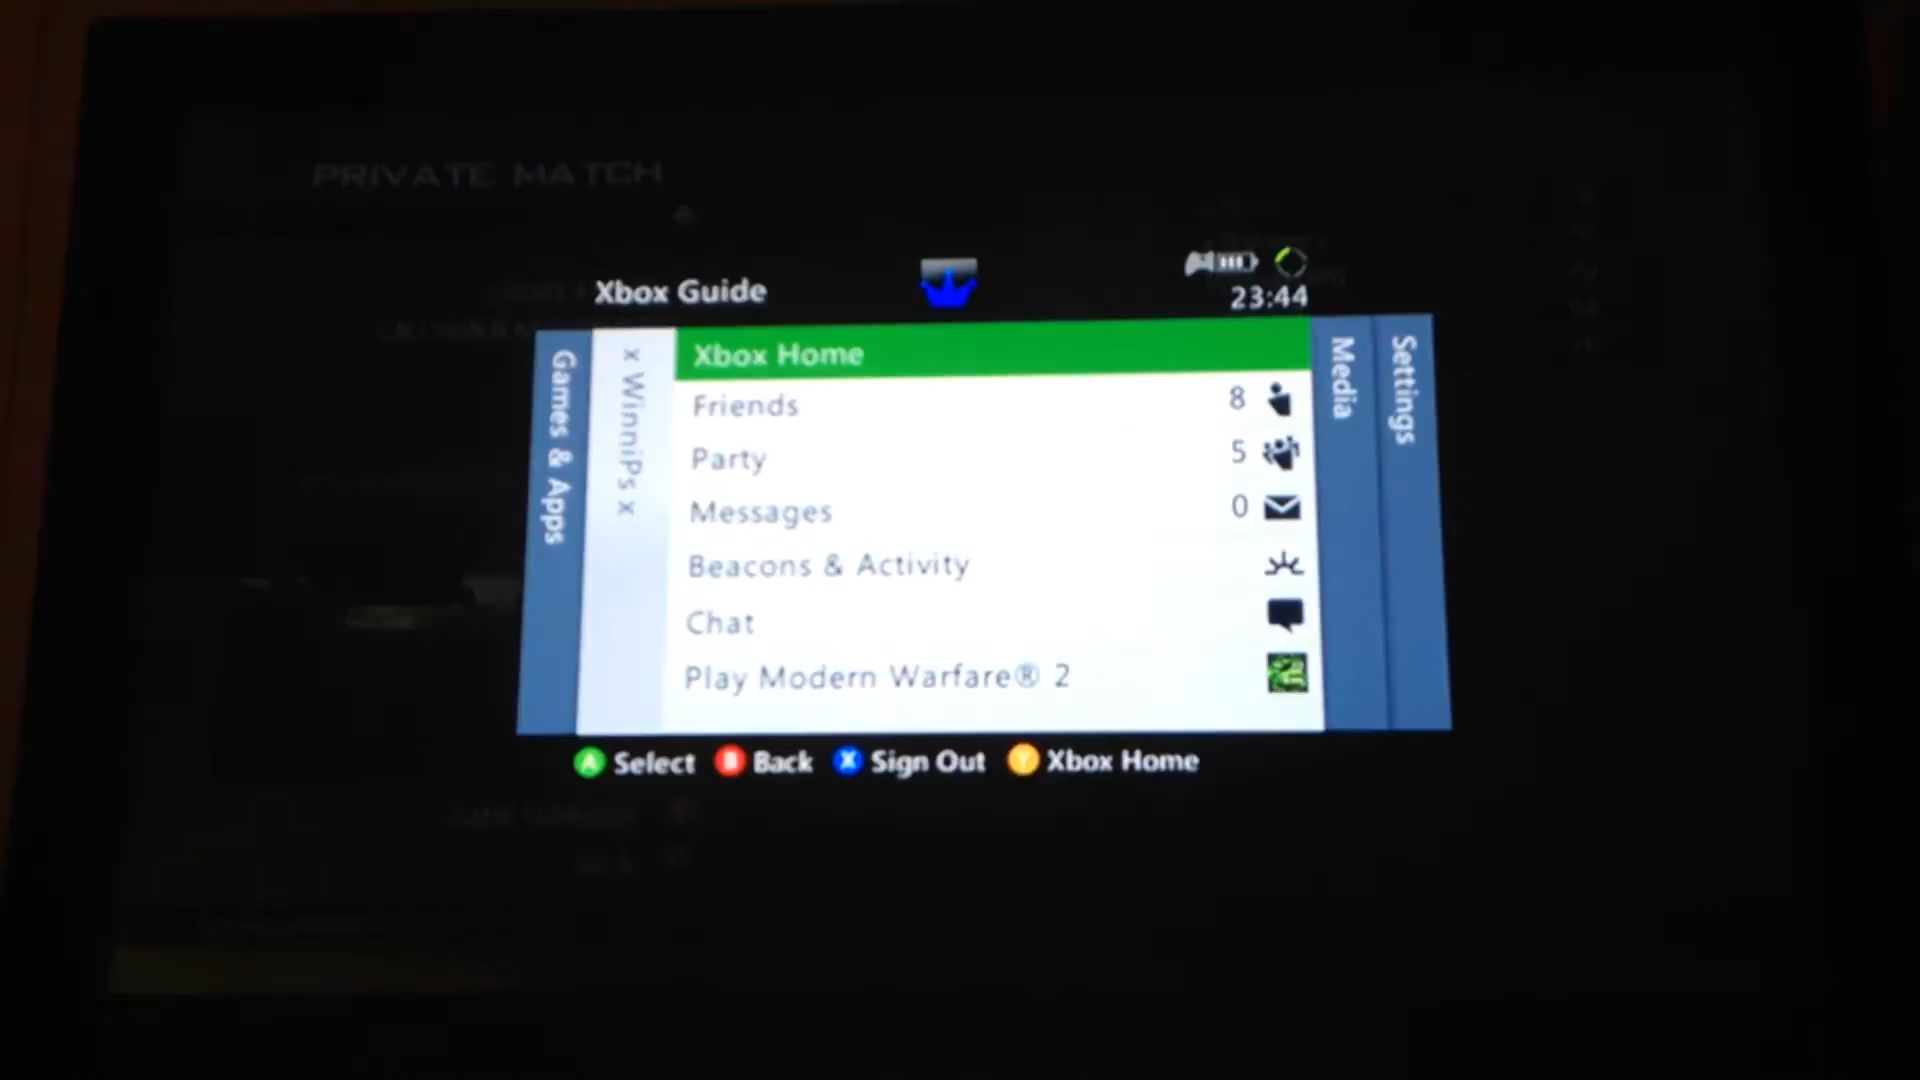 PRIVATE MATCH
Xbox Guide
23:44
Games & Apps
x WinniPs x
Xbox Home
Friends 8
Party 5
Messages 0
Beacons & Activity
Chat
Play Modern Warfare® 2
Media
Settings
A Select B Back X Sign Out Y Xbox Home